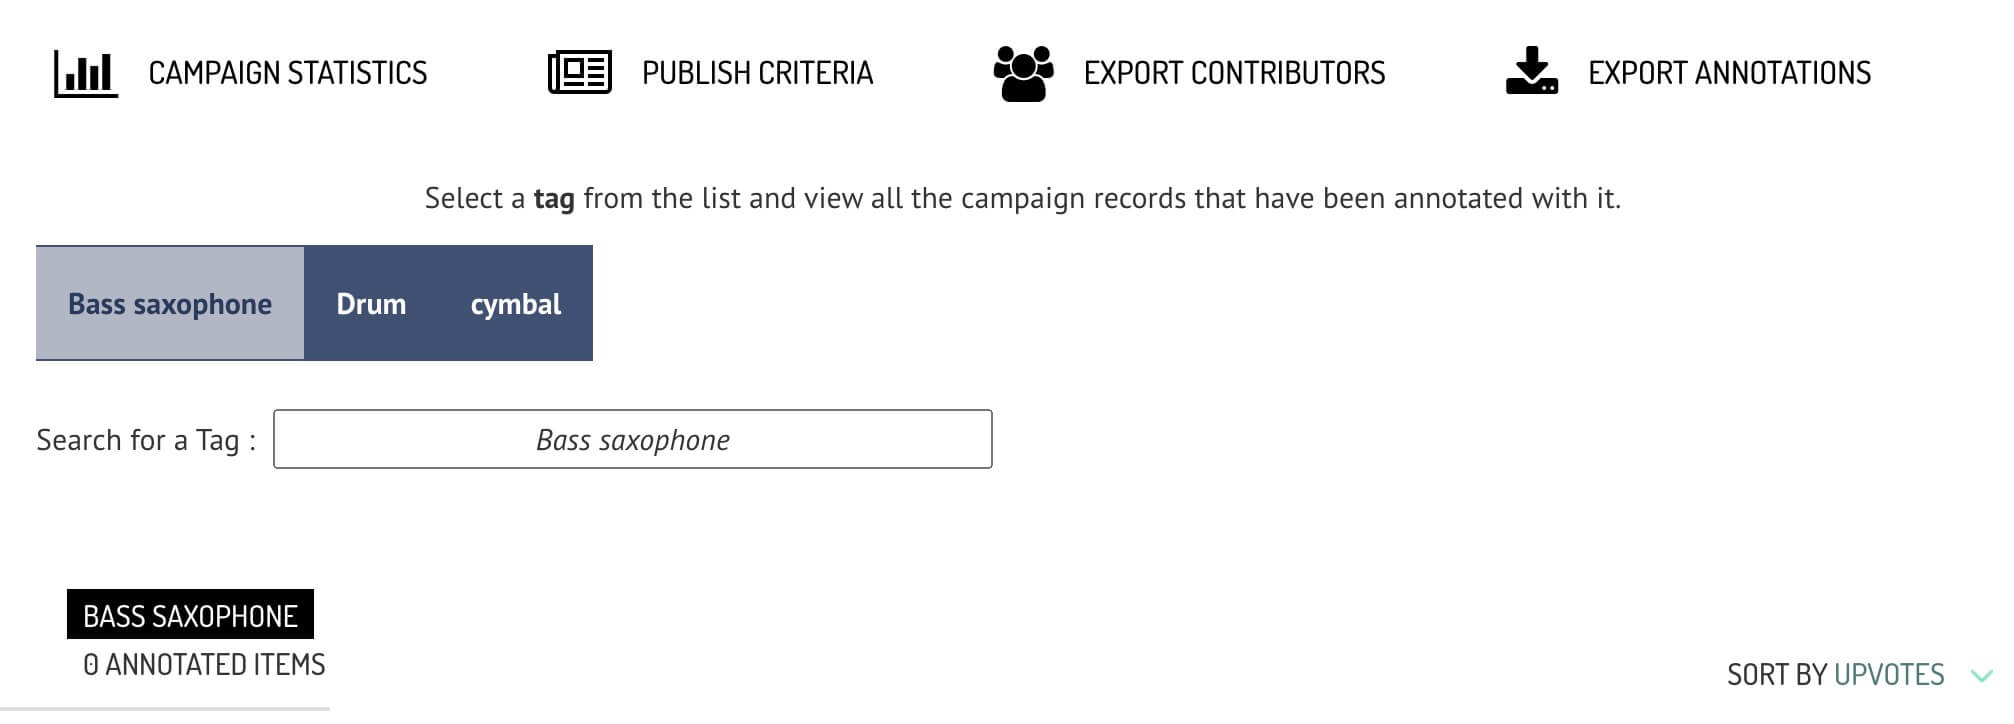 CAMPAIGN STATISTICS PUBLISH CRITERIA EXPORT CONTRIBUTORS EXPORT ANNOTATIONS
Select a tag from the list and view all the campaign records that have been annotated with it.
Bass saxophone Drum cymbal
Search for a Tag : Bass saxophone
BASS SAXOPHONE
0 ANNOTATED ITEMS
SORT BY UPVOTES